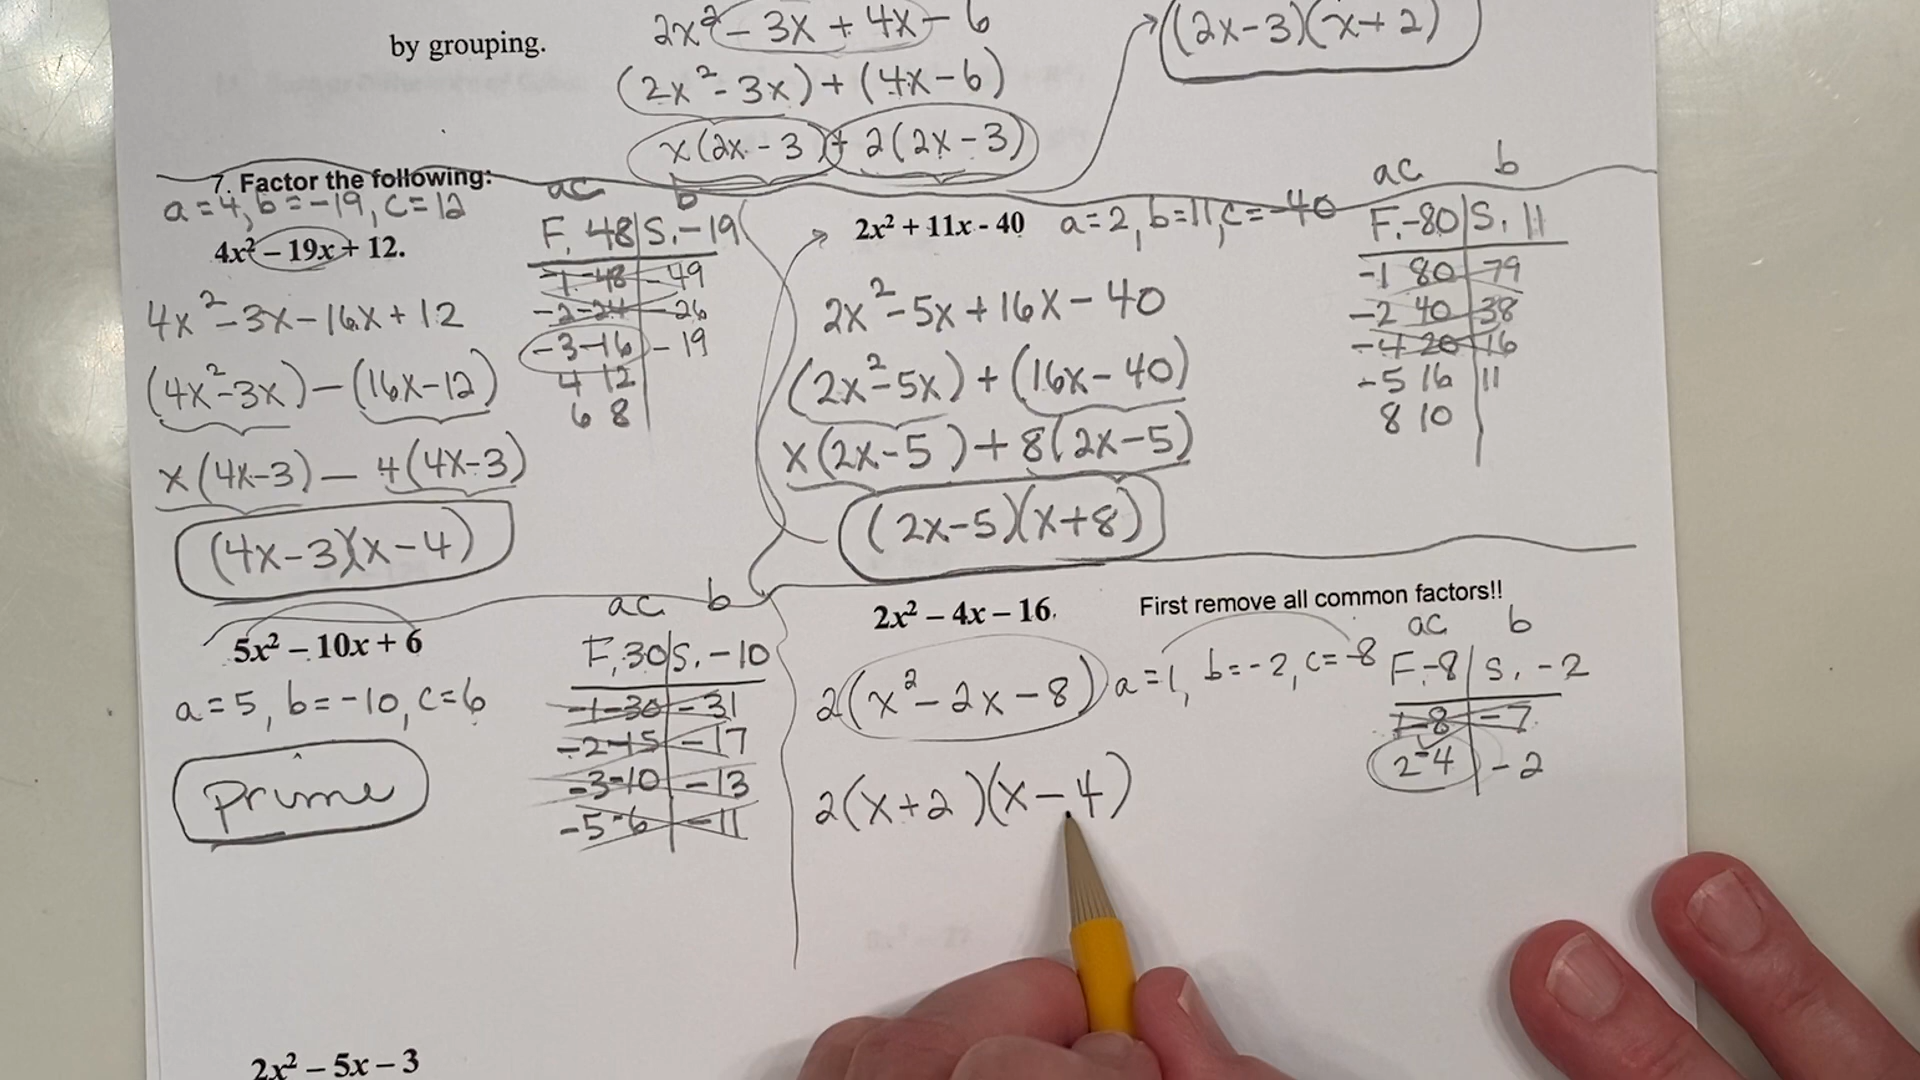 by grouping.
2x² - 3x + 4x - 6
(2x² - 3x) + (4x - 6)
x(2x - 3) + 2(2x - 3)
(2x-3)(x+2)
7. Factor the following:
a = 4, b = -19, c = 12
4x² – 19x + 12.
4x² - 3x - 16x + 12
(4x² - 3x) - (16x - 12)
x(4x-3) - 4(4x-3)
(4x-3)(x-4)
ac b
F. 48 | S. -19
-1 -48 | -49
-2 -24 | -26
-3 -16 | -19
4 12
6 8
2x² + 11x - 40 a = 2, b = 11, c = -40
2x² - 5x + 16x - 40
(2x² - 5x) + (16x - 40)
x(2x-5) + 8(2x-5)
(2x-5)(x+8)
ac b
F. -80 | S. 11
-1 80 | 79
-2 40 | 38
-4 20 | 16
-5 16 | 11
8 10
5x² – 10x + 6
a = 5, b = -10, c = 6
prime
ac b
F. 30 | S. -10
-1 -30 | -31
-2 -15 | -17
-3 -10 | -13
-5 -6 | -11
2x² – 4x – 16. First remove all common factors!!
2(x² - 2x - 8) a = 1, b = -2, c = -8
2(x+2)(x-4)
ac b
F. -8 | S. -2
1 -8 | -7
2 -4 | -2
2x² – 5x – 3